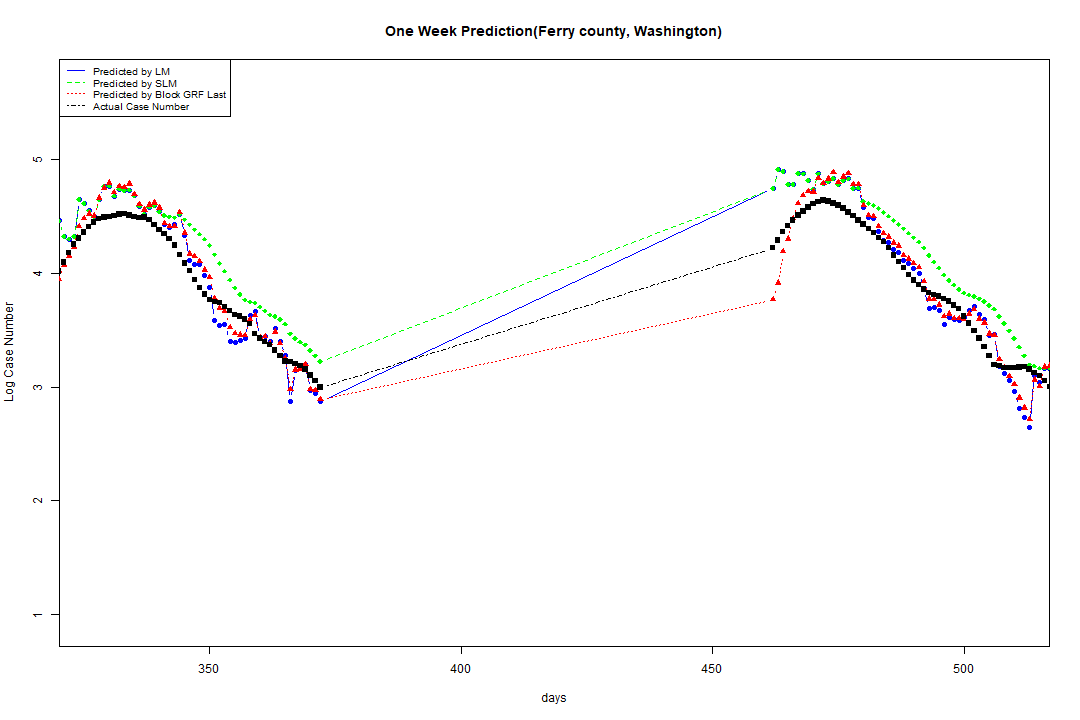 One Week Prediction(Ferry county, Washington)
Predicted by LM
Predicted by SLM
Predicted by Block GRF Last
Actual Case Number
5
4
3
2
1
Log Case Number
350
400
450
500
days